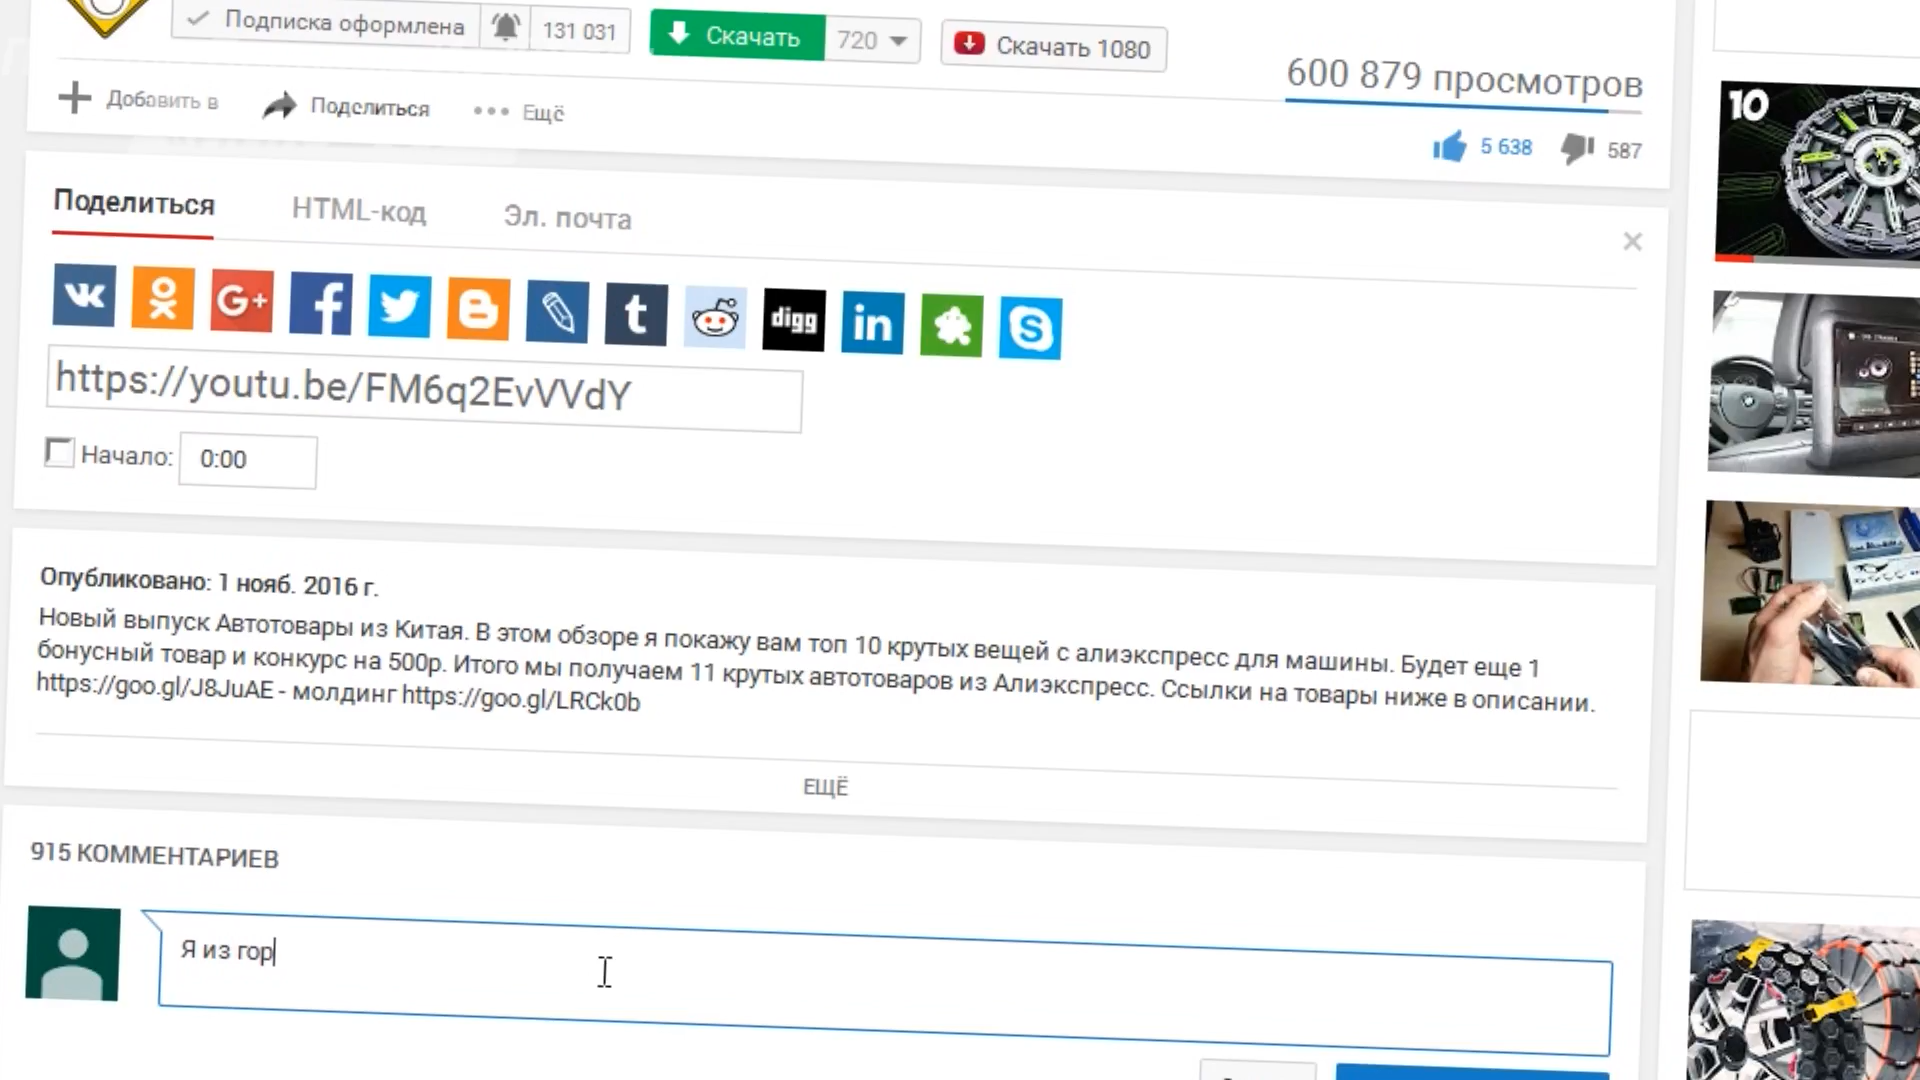 Подписка оформлена 131 031 Скачать 720 Скачать 1080
600 879 просмотров
Добавить в Поделиться Ещё
5 638 587
Поделиться HTML-код Эл. почта
G+ digg in
https://youtu.be/FM6q2EvVVdY
Начало: 0:00
Опубликовано: 1 нояб. 2016 г.
Новый выпуск Автотовары из Китая. В этом обзоре я покажу вам топ 10 крутых вещей с алиэкспресс для машины. Будет еще 1
бонусный товар и конкурс на 500р. Итого мы получаем 11 крутых автотоваров из Алиэкспресс. Ссылки на товары ниже в описании.
https://goo.gl/J8JuAE - молдинг https://goo.gl/LRCk0b
ЕЩЁ
915 КОММЕНТАРИЕВ
Я из гор
10